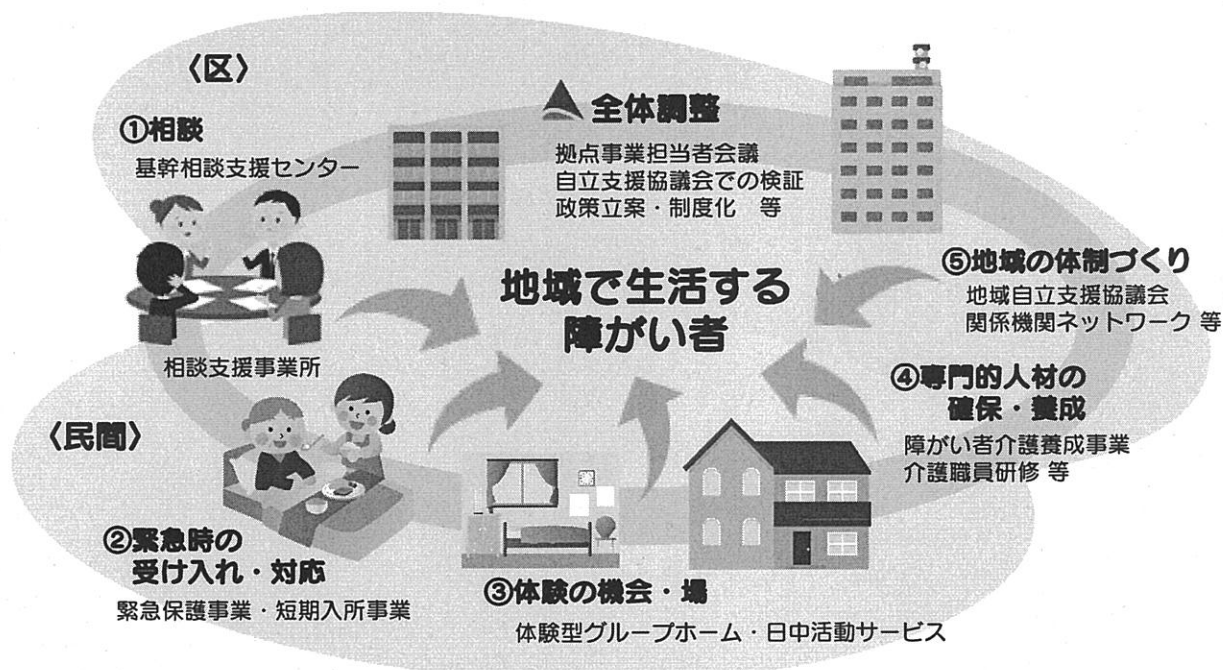 〈区〉
①相談
基幹相談支援センター
全体調整
拠点事業担当者会議
自立支援協議会での検証
政策立案・制度化 等
地域で生活する
障がい者
⑤地域の体制づくり
地域自立支援協議会
関係機関ネットワーク 等
相談支援事業所
④専門的人材の
確保・養成
障がい者介護養成事業
介護職員研修 等
〈民間〉
②緊急時の
受け入れ・対応
緊急保護事業・短期入所事業
③体験の機会・場
体験型グループホーム・日中活動サービス